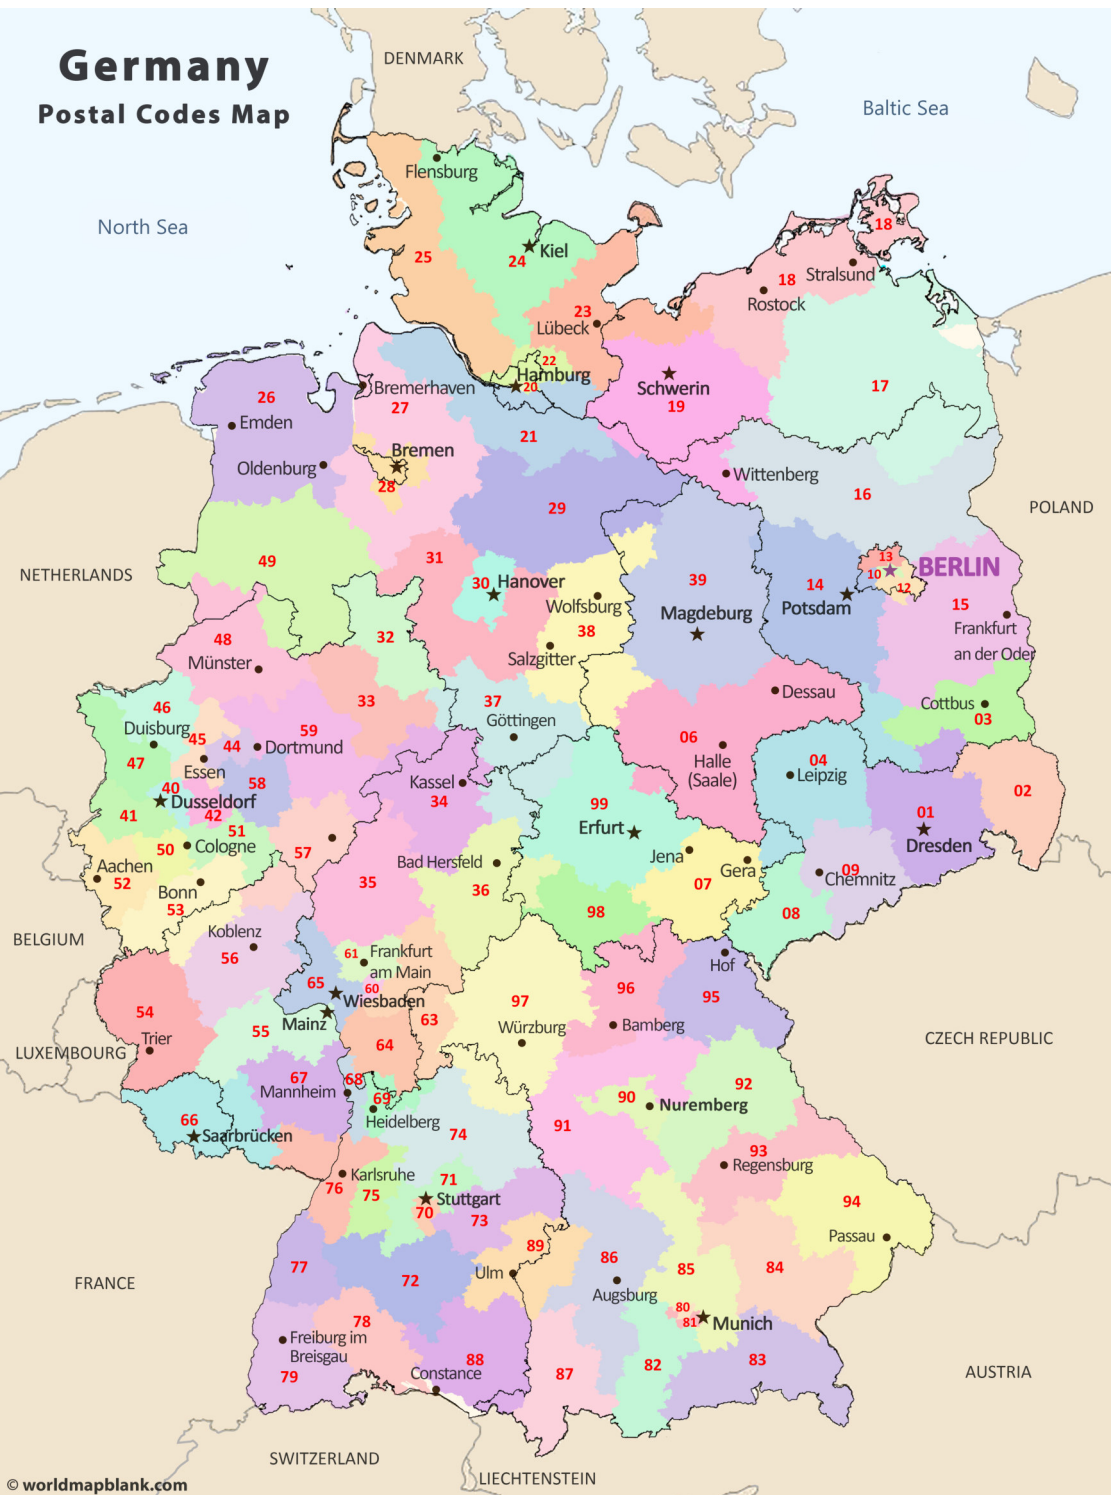 Germany
Postal Codes Map
DENMARK
Baltic Sea
North Sea
Flensburg
18
25
24
Kiel
Stralsund
18
Rostock
23
Lübeck
22
Hamburg
20
Schwerin
19
17
26
Bremerhaven
27
Emden
21
Bremen
Oldenburg
28
Wittenberg
16
29
POLAND
NETHERLANDS
49
31
30
Hanover
39
14
13
10
BERLIN
12
15
Wolfsburg
38
Magdeburg
Potsdam
Frankfurt
an der Oder
48
32
Münster
Salzgitter
46
33
37
Göttingen
Dessau
Cottbus
03
Duisburg
45
44
59
Dortmund
47
Essen
06
Halle
(Saale)
04
Leipzig
40
58
Kassel
34
Dusseldorf
99
02
41
42
51
Erfurt
01
Dresden
50
Cologne
57
Jena
Gera
Aachen
52
Bad Hersfeld
35
36
07
09
Chemnitz
Bonn
53
98
08
BELGIUM
Koblenz
56
61
Frankfurt
am Main
Hof
65
60
Wiesbaden
97
96
95
54
Mainz
63
Würzburg
Bamberg
Trier
55
64
CZECH REPUBLIC
LUXEMBOURG
67
68
Mannheim
69
92
90
Nuremberg
66
Heidelberg
Saarbrücken
74
91
93
Regensburg
Karlsruhe
76
75
71
Stuttgart
70
73
94
Passau
77
72
89
Ulm
86
Augsburg
85
84
FRANCE
80
81
Munich
78
Freiburg im
Breisgau
79
88
Constance
87
82
83
AUSTRIA
SWITZERLAND
LIECHTENSTEIN
© worldmapblank.com